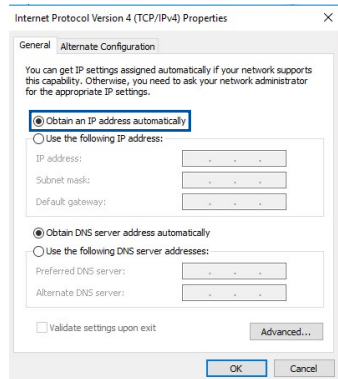 Internet Protocol Version 4 (TCP/IPv4) Properties
General Alternate Configuration
You can get IP settings assigned automatically if your network supports
this capability. Otherwise, you need to ask your network administrator
for the appropriate IP settings.
Obtain an IP address automatically
Use the following IP address:
IP address:
Subnet mask:
Default gateway:
Obtain DNS server address automatically
Use the following DNS server addresses:
Preferred DNS server:
Alternate DNS server:
Validate settings upon exit
Advanced...
OK Cancel